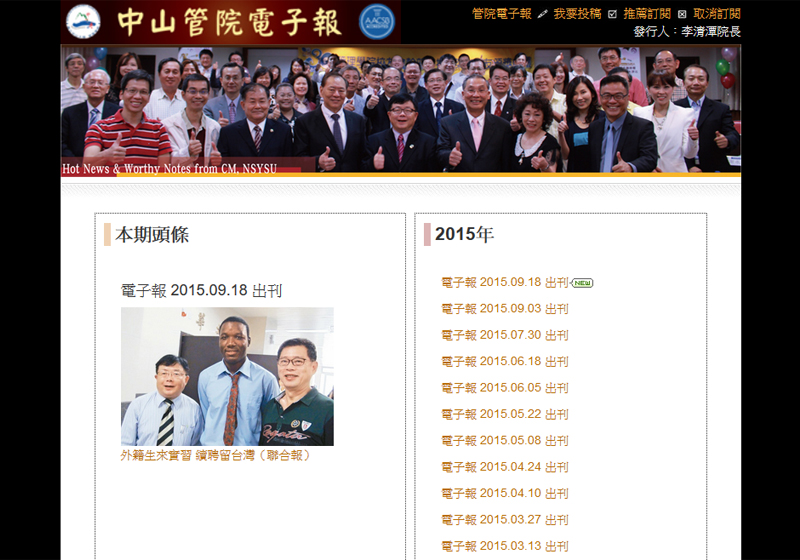 中山管院電子報
AACSB
ACCREDITED
管院電子報 我要投稿 推薦訂閱 取消訂閱
發行人：李清潭院長
Hot News & Worthy Notes from CM, NSYSU
本期頭條
電子報 2015.09.18 出刊
外籍生來實習 續聘留台灣（聯合報）
2015年
電子報 2015.09.18 出刊 NEW
電子報 2015.09.03 出刊
電子報 2015.07.30 出刊
電子報 2015.06.18 出刊
電子報 2015.06.05 出刊
電子報 2015.05.22 出刊
電子報 2015.05.08 出刊
電子報 2015.04.24 出刊
電子報 2015.04.10 出刊
電子報 2015.03.27 出刊
電子報 2015.03.13 出刊